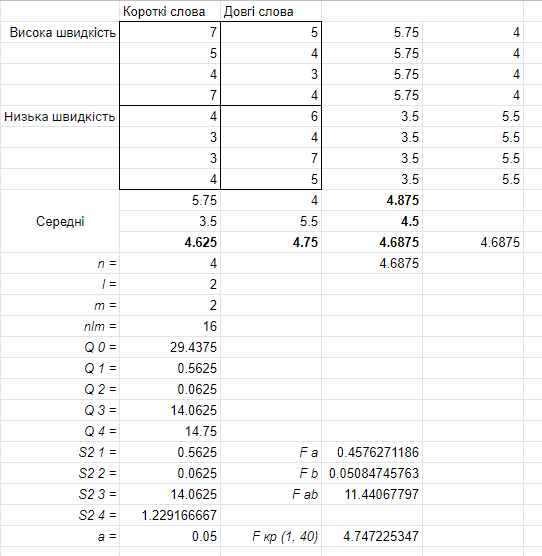 Короткі слова Довгі слова
Висока швидкість 7 5 5.75 4
5 4 5.75 4
4 3 5.75 4
7 4 5.75 4
Низька швидкість 4 6 3.5 5.5
3 4 3.5 5.5
3 7 3.5 5.5
4 5 3.5 5.5
5.75 4 4.875
Середні 3.5 5.5 4.5
4.625 4.75 4.6875 4.6875
n = 4 4.6875
l = 2
m = 2
nlm = 16
Q 0 = 29.4375
Q 1 = 0.5625
Q 2 = 0.0625
Q 3 = 14.0625
Q 4 = 14.75
S2 1 = 0.5625 F a 0.4576271186
S2 2 = 0.0625 F b 0.05084745763
S2 3 = 14.0625 F ab 11.44067797
S2 4 = 1.229166667
a = 0.05 F кр (1, 40) 4.747225347